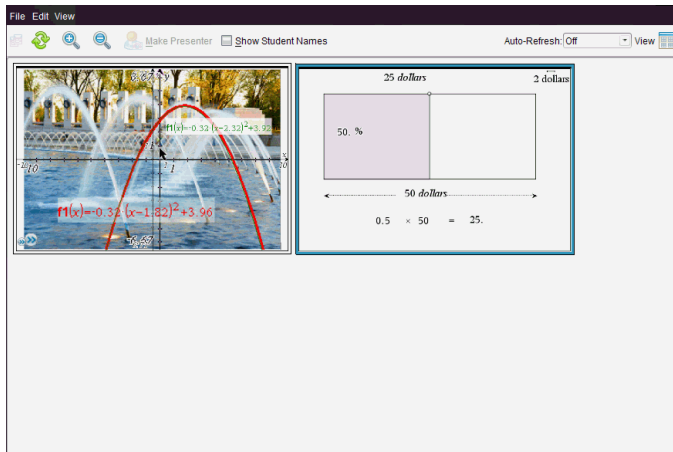 File Edit View
Make Presenter Show Student Names Auto-Refresh: Off View
y
f1(x)=-0.32·(x-2.32)²+3.92
1
x
-10 1 10
f1(x)=-0.32·(x-1.82)²+3.96
25 dollars 2 dollars
50. %
50 dollars
0.5 × 50 = 25.